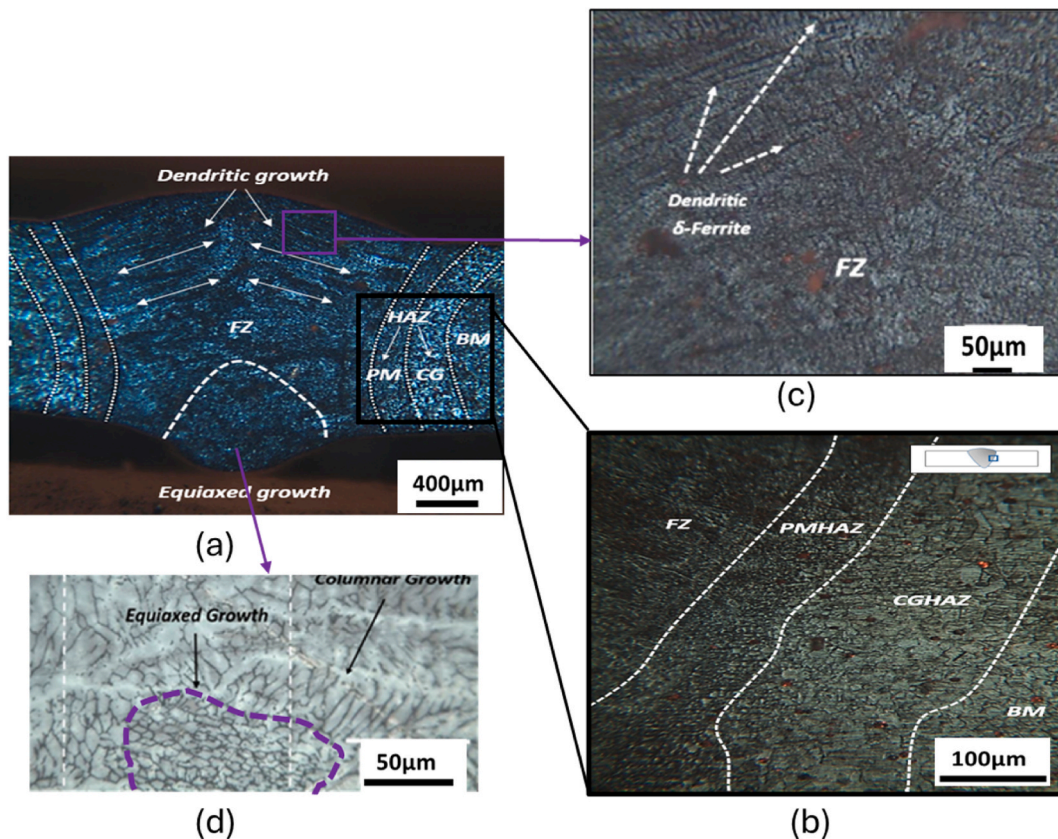 Dendritic growth
FZ
HAZ
BM
PM
CG
400μm
Equiaxed growth
(a)
Dendritic
δ-Ferrite
FZ
50μm
(c)
FZ
PMHAZ
CGHAZ
BM
100μm
(b)
Columnar Growth
Equiaxed Growth
50μm
(d)